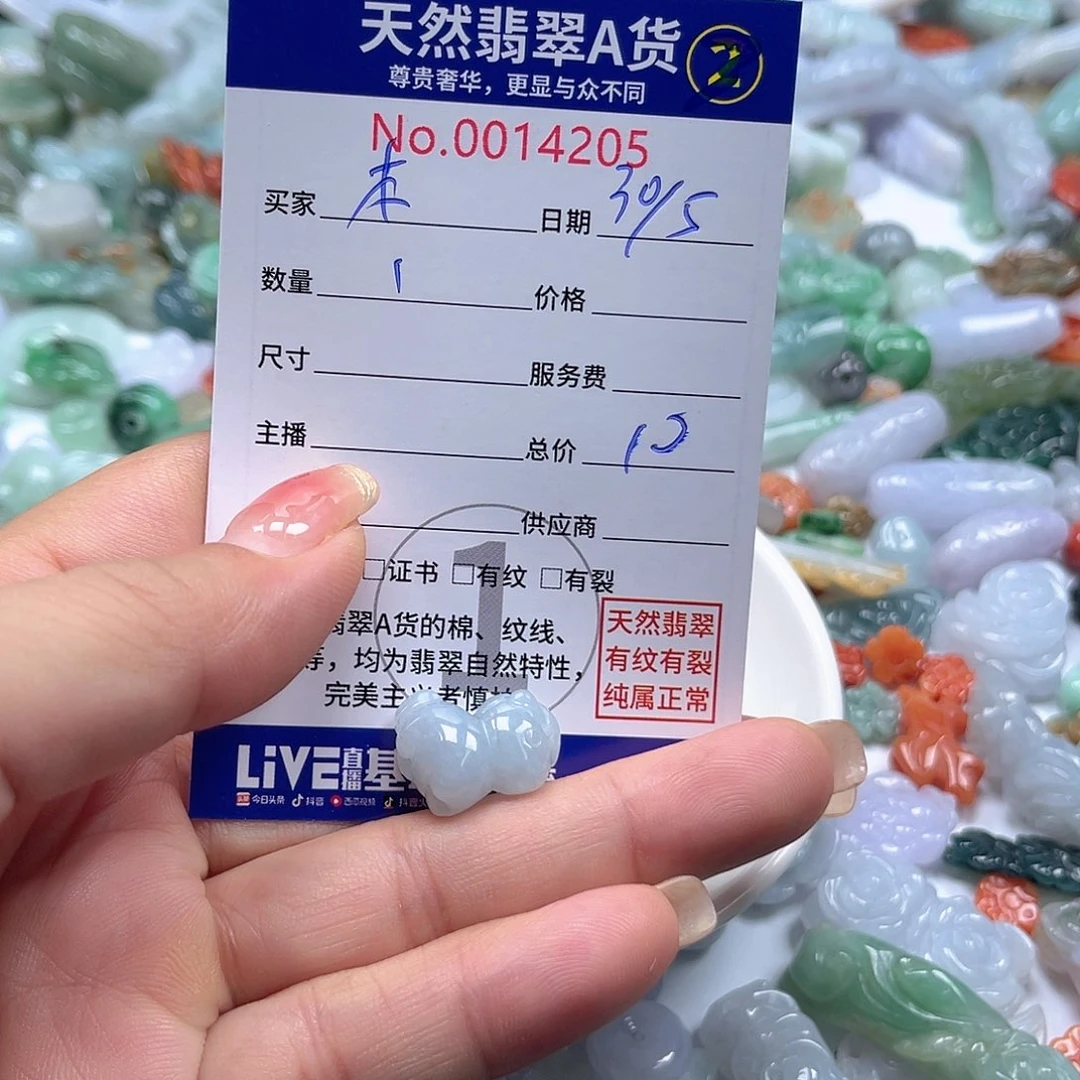 天然翡翠A货
尊贵奢华，更显与众不同
No.0014205
买家 日期 30/5
数量 1 价格
尺寸 服务费
主播 总价 10
供应商
□证书 □有纹 □有裂
翡翠A货的棉、纹线、
等，均为翡翠自然特性，
完美主义者慎拍
天然翡翠
有纹有裂
纯属正常
1
Z
LiVE直播基
今日头条 抖音 西瓜视频 抖音火